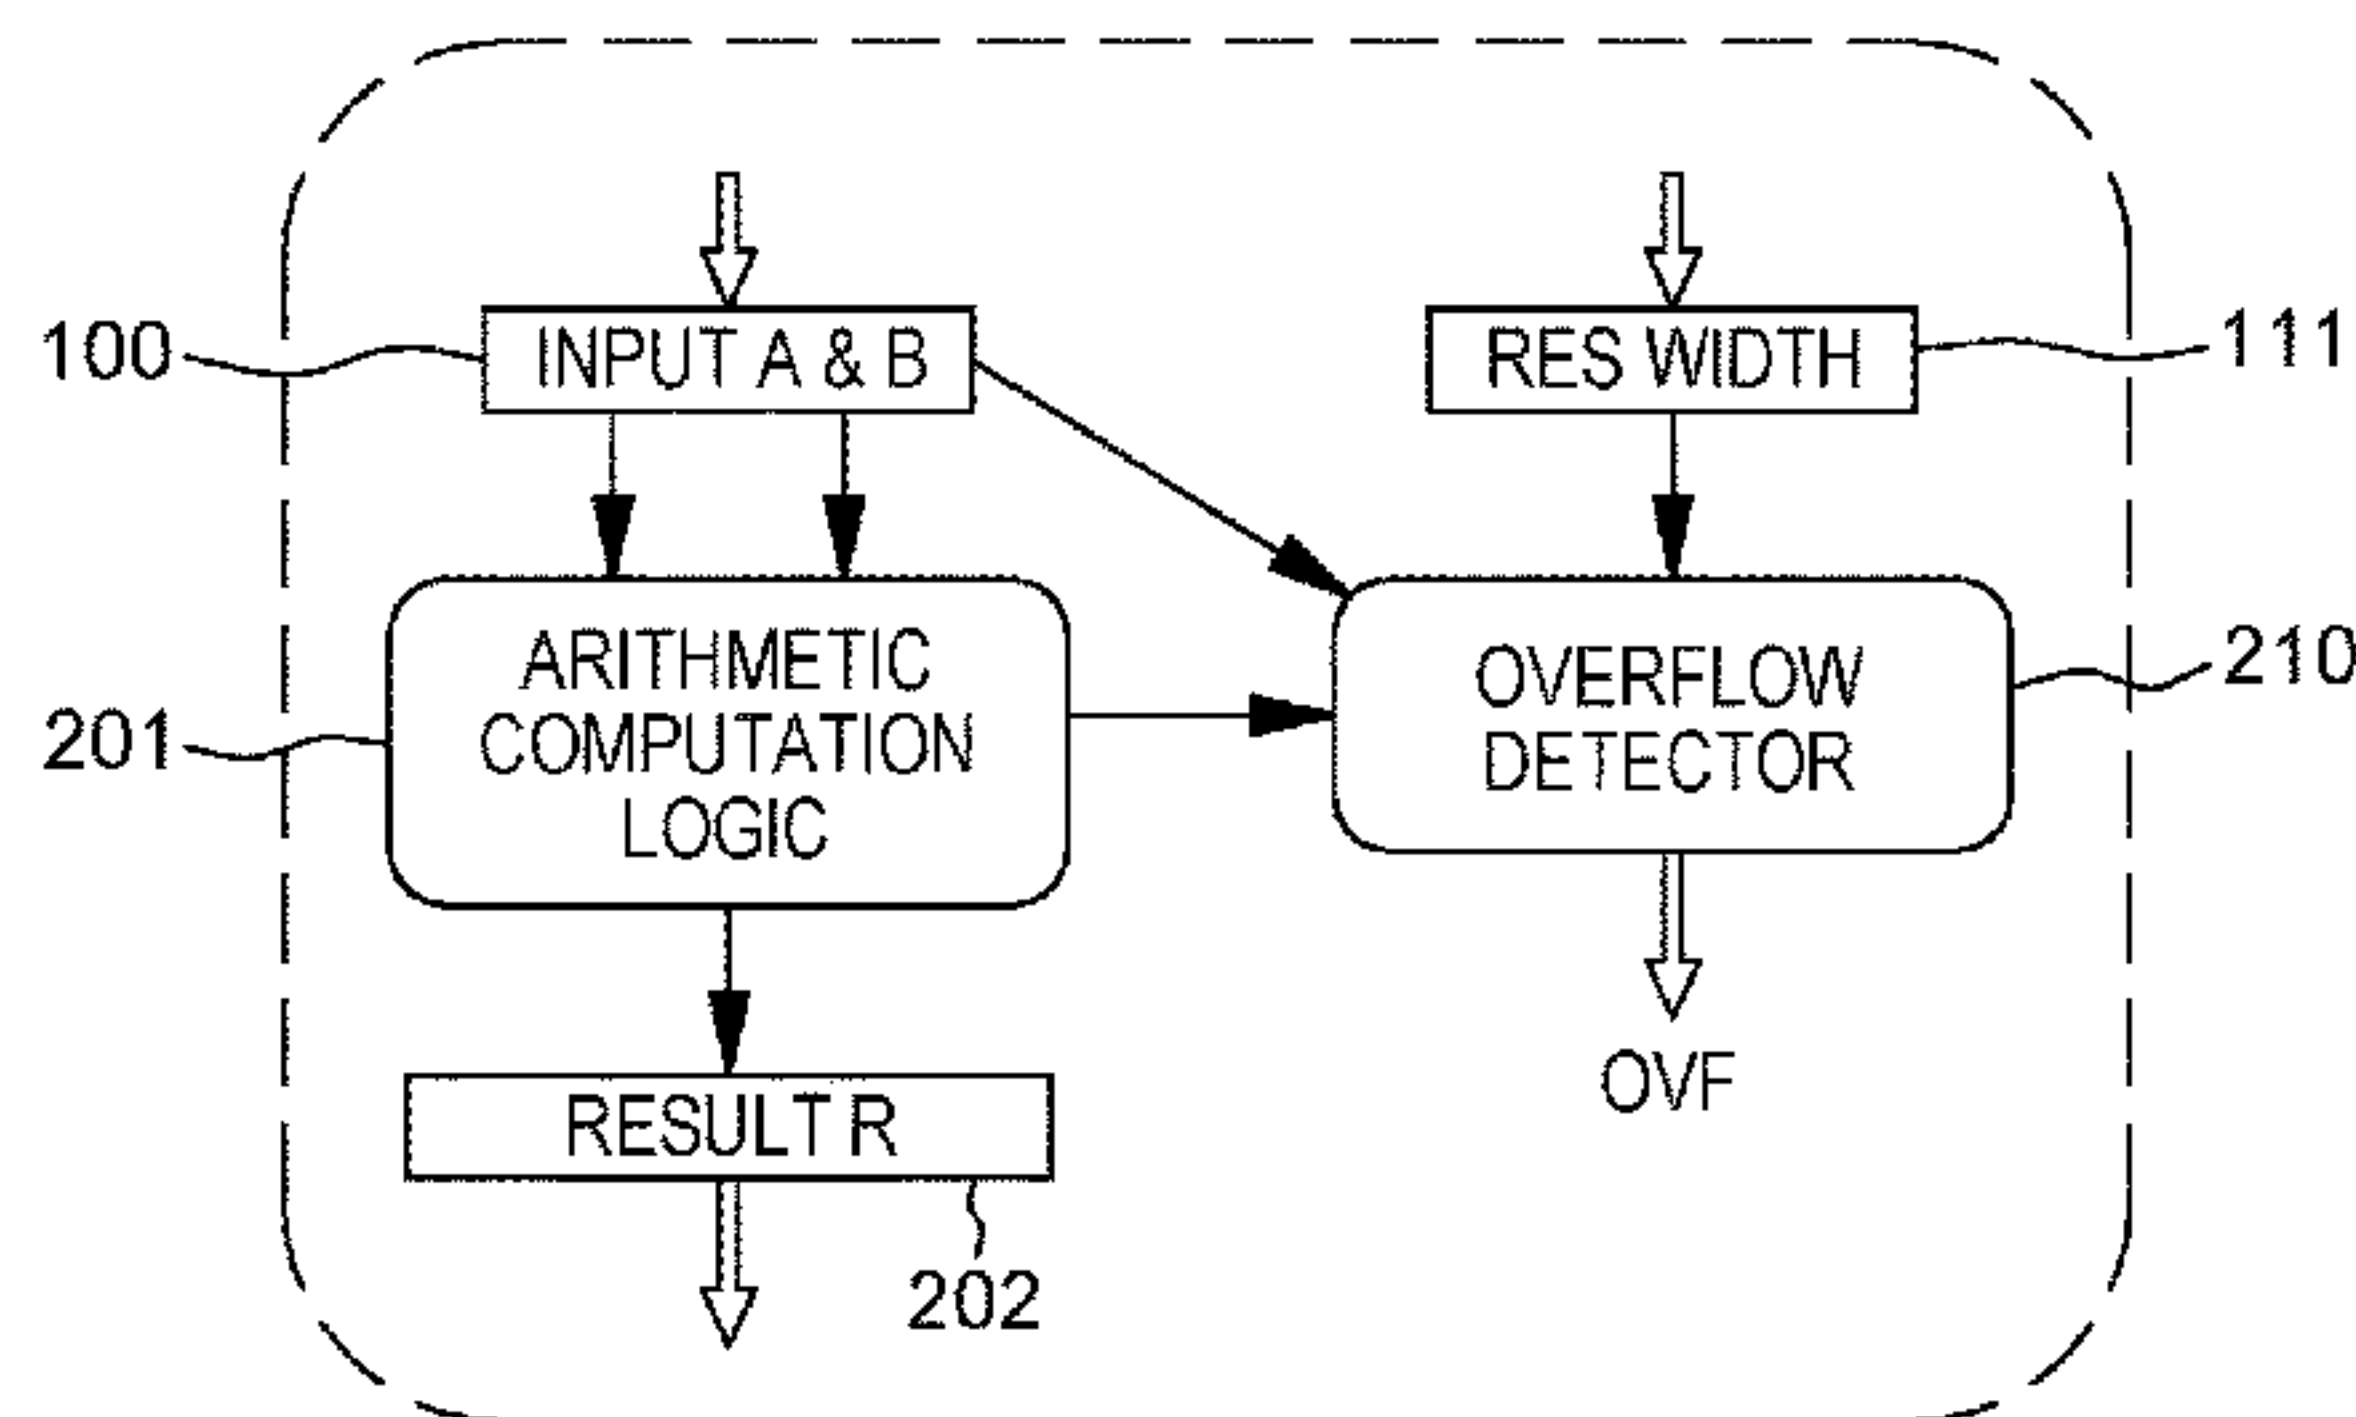 100
INPUT A & B
RES WIDTH
111
201
ARITHMETIC
COMPUTATION
LOGIC
OVERFLOW
DETECTOR
210
RESULT R
OVF
202